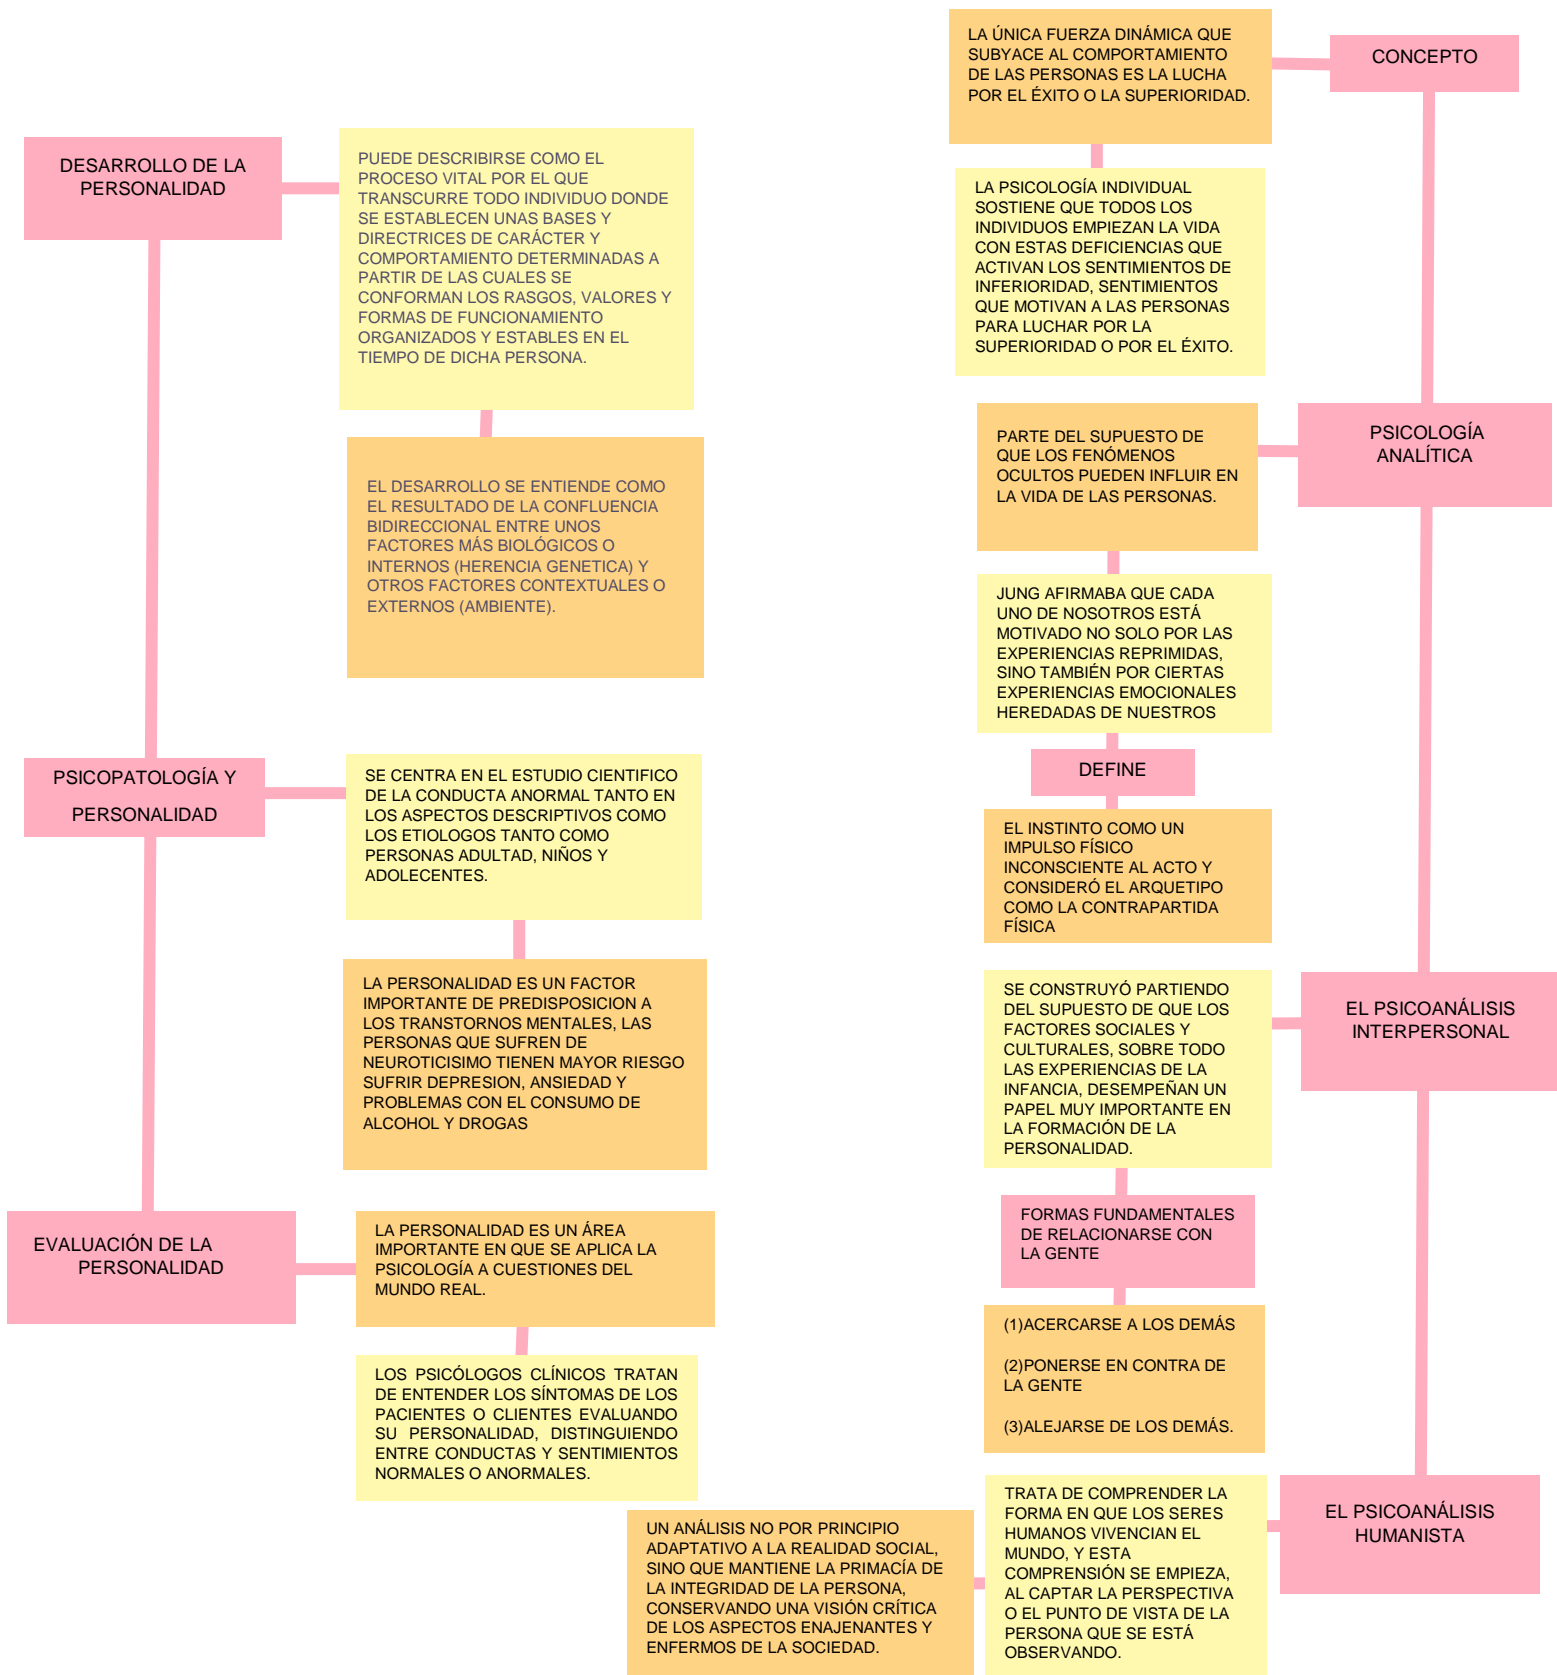 DESARROLLO DE LA
PERSONALIDAD
PUEDE DESCRIBIRSE COMO EL
PROCESO VITAL POR EL QUE
TRANSCURRE TODO INDIVIDUO DONDE
SE ESTABLECEN UNAS BASES Y
DIRECTRICES DE CARÁCTER Y
COMPORTAMIENTO DETERMINADAS A
PARTIR DE LAS CUALES SE
CONFORMAN LOS RASGOS, VALORES Y
FORMAS DE FUNCIONAMIENTO
ORGANIZADOS Y ESTABLES EN EL
TIEMPO DE DICHA PERSONA.
EL DESARROLLO SE ENTIENDE COMO
EL RESULTADO DE LA CONFLUENCIA
BIDIRECCIONAL ENTRE UNOS
FACTORES MÁS BIOLÓGICOS O
INTERNOS (HERENCIA GENETICA) Y
OTROS FACTORES CONTEXTUALES O
EXTERNOS (AMBIENTE).
PSICOPATOLOGÍA Y
PERSONALIDAD
SE CENTRA EN EL ESTUDIO CIENTIFICO
DE LA CONDUCTA ANORMAL TANTO EN
LOS ASPECTOS DESCRIPTIVOS COMO
LOS ETIOLOGOS TANTO COMO
PERSONAS ADULTAD, NIÑOS Y
ADOLECENTES.
LA PERSONALIDAD ES UN FACTOR
IMPORTANTE DE PREDISPOSICION A
LOS TRANSTORNOS MENTALES, LAS
PERSONAS QUE SUFREN DE
NEUROTICISIMO TIENEN MAYOR RIESGO
SUFRIR DEPRESION, ANSIEDAD Y
PROBLEMAS CON EL CONSUMO DE
ALCOHOL Y DROGAS
EVALUACIÓN DE LA
PERSONALIDAD
LA PERSONALIDAD ES UN ÁREA
IMPORTANTE EN QUE SE APLICA LA
PSICOLOGÍA A CUESTIONES DEL
MUNDO REAL.
LOS PSICÓLOGOS CLÍNICOS TRATAN
DE ENTENDER LOS SÍNTOMAS DE LOS
PACIENTES O CLIENTES EVALUANDO
SU PERSONALIDAD, DISTINGUIENDO
ENTRE CONDUCTAS Y SENTIMIENTOS
NORMALES O ANORMALES.
CONCEPTO
LA ÚNICA FUERZA DINÁMICA QUE
SUBYACE AL COMPORTAMIENTO
DE LAS PERSONAS ES LA LUCHA
POR EL ÉXITO O LA SUPERIORIDAD.
LA PSICOLOGÍA INDIVIDUAL
SOSTIENE QUE TODOS LOS
INDIVIDUOS EMPIEZAN LA VIDA
CON ESTAS DEFICIENCIAS QUE
ACTIVAN LOS SENTIMIENTOS DE
INFERIORIDAD, SENTIMIENTOS
QUE MOTIVAN A LAS PERSONAS
PARA LUCHAR POR LA
SUPERIORIDAD O POR EL ÉXITO.
PSICOLOGÍA
ANALÍTICA
PARTE DEL SUPUESTO DE
QUE LOS FENÓMENOS
OCULTOS PUEDEN INFLUIR EN
LA VIDA DE LAS PERSONAS.
JUNG AFIRMABA QUE CADA
UNO DE NOSOTROS ESTÁ
MOTIVADO NO SOLO POR LAS
EXPERIENCIAS REPRIMIDAS,
SINO TAMBIÉN POR CIERTAS
EXPERIENCIAS EMOCIONALES
HEREDADAS DE NUESTROS
DEFINE
EL INSTINTO COMO UN
IMPULSO FÍSICO
INCONSCIENTE AL ACTO Y
CONSIDERÓ EL ARQUETIPO
COMO LA CONTRAPARTIDA
FÍSICA
EL PSICOANÁLISIS
INTERPERSONAL
SE CONSTRUYÓ PARTIENDO
DEL SUPUESTO DE QUE LOS
FACTORES SOCIALES Y
CULTURALES, SOBRE TODO
LAS EXPERIENCIAS DE LA
INFANCIA, DESEMPEÑAN UN
PAPEL MUY IMPORTANTE EN
LA FORMACIÓN DE LA
PERSONALIDAD.
FORMAS FUNDAMENTALES
DE RELACIONARSE CON
LA GENTE
(1)ACERCARSE A LOS DEMÁS
(2)PONERSE EN CONTRA DE
LA GENTE
(3)ALEJARSE DE LOS DEMÁS.
EL PSICOANÁLISIS
HUMANISTA
TRATA DE COMPRENDER LA
FORMA EN QUE LOS SERES
HUMANOS VIVENCIAN EL
MUNDO, Y ESTA
COMPRENSIÓN SE EMPIEZA,
AL CAPTAR LA PERSPECTIVA
O EL PUNTO DE VISTA DE LA
PERSONA QUE SE ESTÁ
OBSERVANDO.
UN ANÁLISIS NO POR PRINCIPIO
ADAPTATIVO A LA REALIDAD SOCIAL,
SINO QUE MANTIENE LA PRIMACÍA DE
LA INTEGRIDAD DE LA PERSONA,
CONSERVANDO UNA VISIÓN CRÍTICA
DE LOS ASPECTOS ENAJENANTES Y
ENFERMOS DE LA SOCIEDAD.